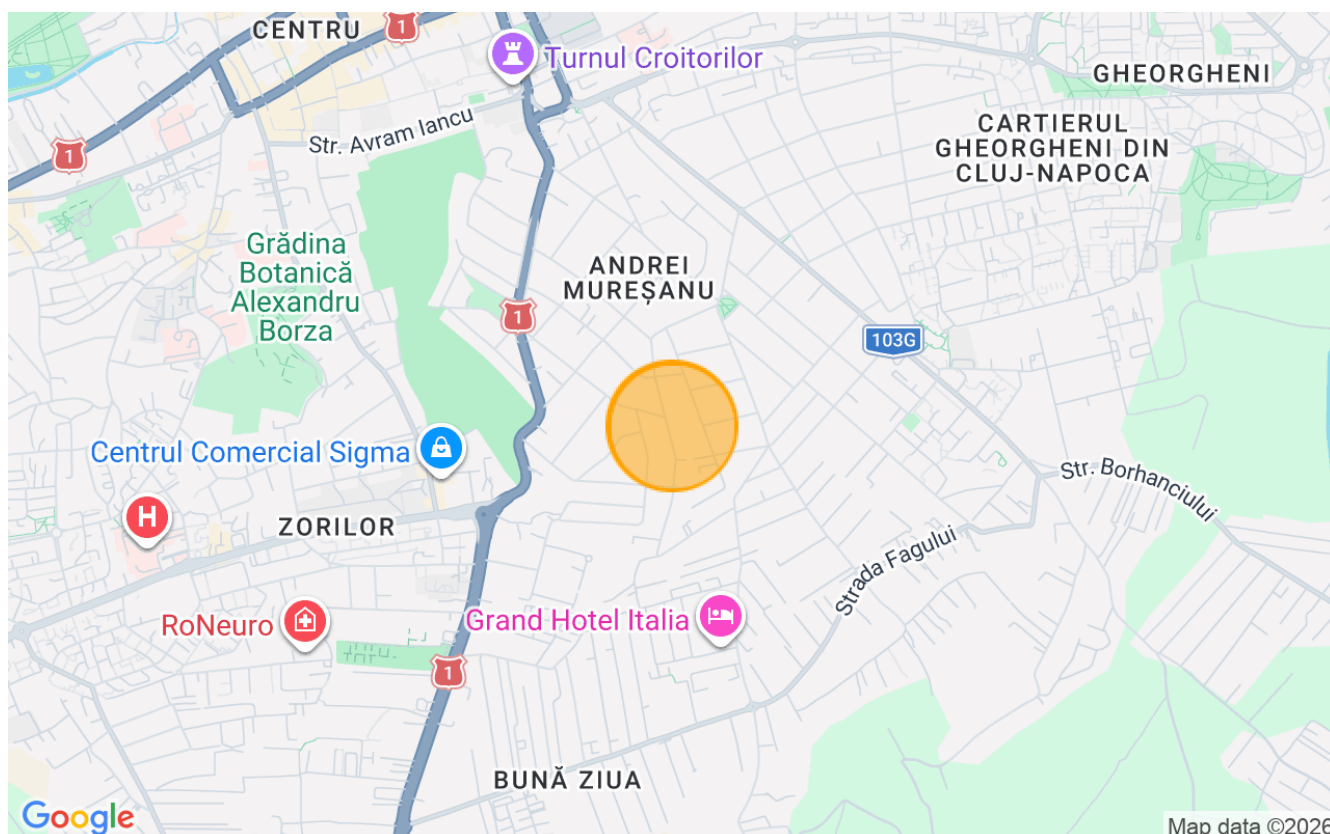 CENTRU
1
Turnul Croitorilor
GHEORGHENI
Str. Avram Iancu
CARTIERUL
GHEORGHENI DIN
CLUJ-NAPOCA
1
Grădina
Botanică
Alexandru
Borza
ANDREI
MUREȘANU
1
103G
Centrul Comercial Sigma
Str. Borhanciului
H
ZORILOR
Strada Fagului
RoNeuro
Grand Hotel Italia
1
BUNĂ ZIUA
Google
Map data ©2026